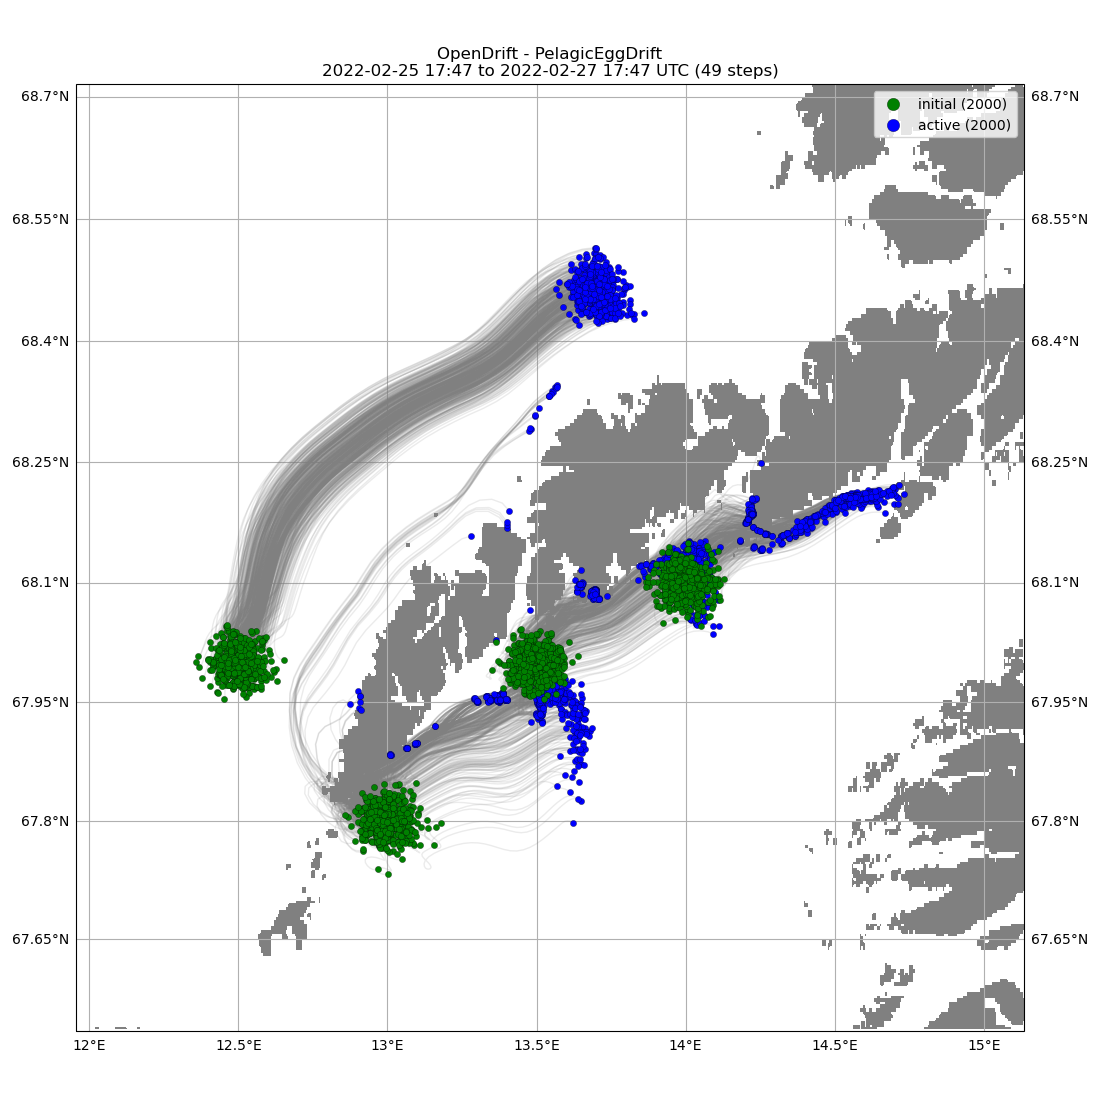 OpenDrift - PelagicEggDrift
2022-02-25 17:47 to 2022-02-27 17:47 UTC (49 steps)
initial (2000)
active (2000)
68.7°N 68.7°N
68.55°N 68.55°N
68.4°N 68.4°N
68.25°N 68.25°N
68.1°N 68.1°N
67.95°N 67.95°N
67.8°N 67.8°N
67.65°N 67.65°N
12°E 12.5°E 13°E 13.5°E 14°E 14.5°E 15°E